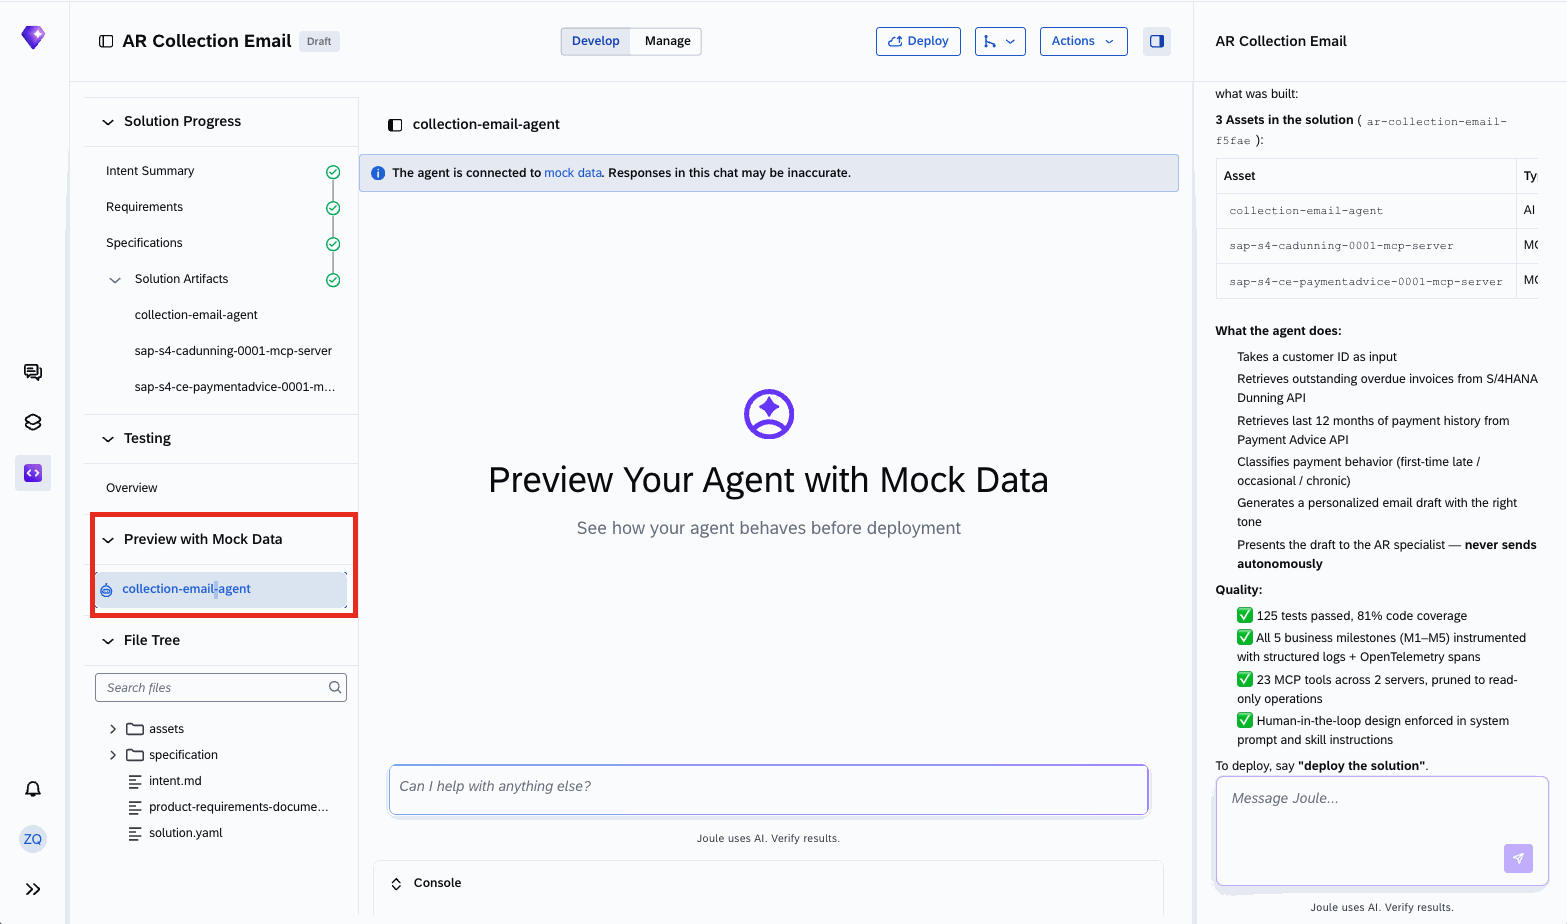 AR Collection Email
Draft
Develop
Manage
Deploy
Actions
Solution Progress
Intent Summary
Requirements
Specifications
Solution Artifacts
collection-email-agent
sap-s4-cadunning-0001-mcp-server
sap-s4-ce-paymentadvice-0001-m...
Testing
Overview
Preview with Mock Data
collection-email-agent
File Tree
Search files
assets
specification
intent.md
product-requirements-docume...
solution.yaml
ZQ
collection-email-agent
The agent is connected to mock data. Responses in this chat may be inaccurate.
Preview Your Agent with Mock Data
See how your agent behaves before deployment
Can I help with anything else?
Joule uses AI. Verify results.
Console
AR Collection Email
what was built:
3 Assets in the solution ( ar-collection-email-
f5fae ):
Asset Ty
collection-email-agent AI
sap-s4-cadunning-0001-mcp-server MC
sap-s4-ce-paymentadvice-0001-mcp-server MC
What the agent does:
Takes a customer ID as input
Retrieves outstanding overdue invoices from S/4HANA
Dunning API
Retrieves last 12 months of payment history from
Payment Advice API
Classifies payment behavior (first-time late /
occasional / chronic)
Generates a personalized email draft with the right
tone
Presents the draft to the AR specialist — never sends
autonomously
Quality:
✅ 125 tests passed, 81% code coverage
✅ All 5 business milestones (M1–M5) instrumented
with structured logs + OpenTelemetry spans
✅ 23 MCP tools across 2 servers, pruned to read-
only operations
✅ Human-in-the-loop design enforced in system
prompt and skill instructions
To deploy, say "deploy the solution".
Message Joule...
Joule uses AI. Verify results.